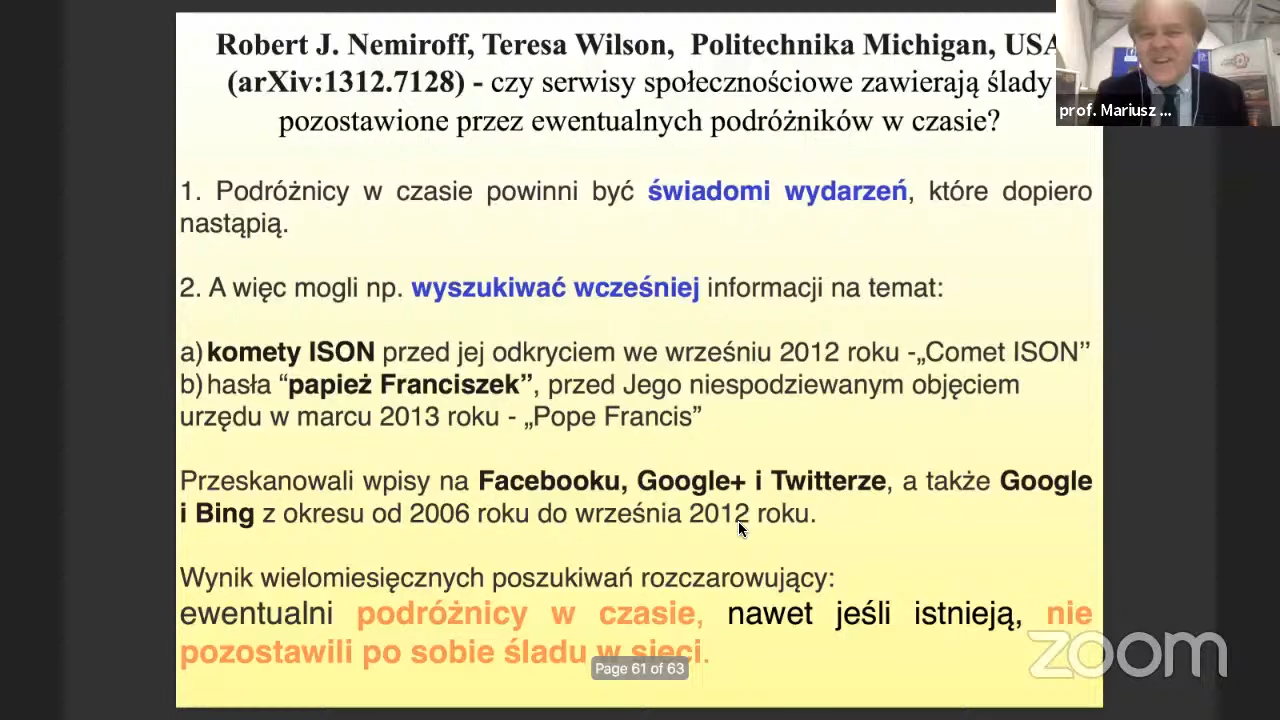 Robert J. Nemiroff, Teresa Wilson, Politechnika Michigan, USA
(arXiv:1312.7128) - czy serwisy społecznościowe zawierają ślady
pozostawione przez ewentualnych podróżników w czasie?
prof. Mariusz ...
1. Podróżnicy w czasie powinni być świadomi wydarzeń, które dopiero
nastąpią.
2. A więc mogli np. wyszukiwać wcześniej informacji na temat:
a) komety ISON przed jej odkryciem we wrześniu 2012 roku -„Comet ISON”
b) hasła “papież Franciszek”, przed Jego niespodziewanym objęciem
urzędu w marcu 2013 roku - „Pope Francis”
Przeskanowali wpisy na Facebooku, Google+ i Twitterze, a także Google
i Bing z okresu od 2006 roku do września 2012 roku.
Wynik wielomiesięcznych poszukiwań rozczarowujący:
ewentualni podróżnicy w czasie, nawet jeśli istnieją, nie
pozostawili po sobie śladu w sieci.
Page 61 of 63
zoom